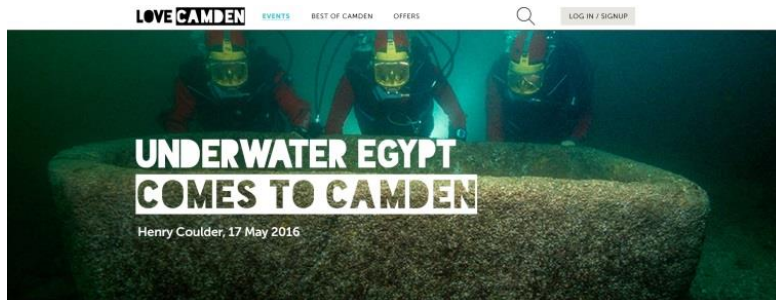 LOVE CAMDEN EVENTS BEST OF CAMDEN OFFERS LOG IN / SIGNUP
UNDERWATER EGYPT
COMES TO CAMDEN
Henry Coulder, 17 May 2016